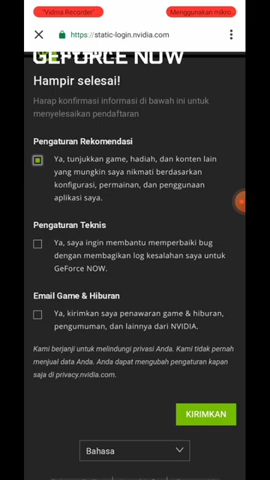 "Vidma Recorder"
Menggunakan mikro..
https://static-login.nvidia.com
GEFORCE NOW
Hampir selesai!
Harap konfirmasi informasi di bawah ini untuk
menyelesaikan pendaftaran
Pengaturan Rekomendasi
Ya, tunjukkan game, hadiah, dan konten lain
yang mungkin saya nikmati berdasarkan
konfigurasi, permainan, dan penggunaan
aplikasi saya.
Pengaturan Teknis
Ya, saya ingin membantu memperbaiki bug
dengan membagikan log kesalahan saya untuk
GeForce NOW.
Email Game & Hiburan
Ya, kirimkan saya penawaran game & hiburan,
pengumuman, dan lainnya dari NVIDIA.
Kami berjanji untuk melindungi privasi Anda. Kami tidak pernah
menjual data Anda. Anda dapat mengubah pengaturan kapan
saja di privacy.nvidia.com.
KIRIMKAN
Bahasa